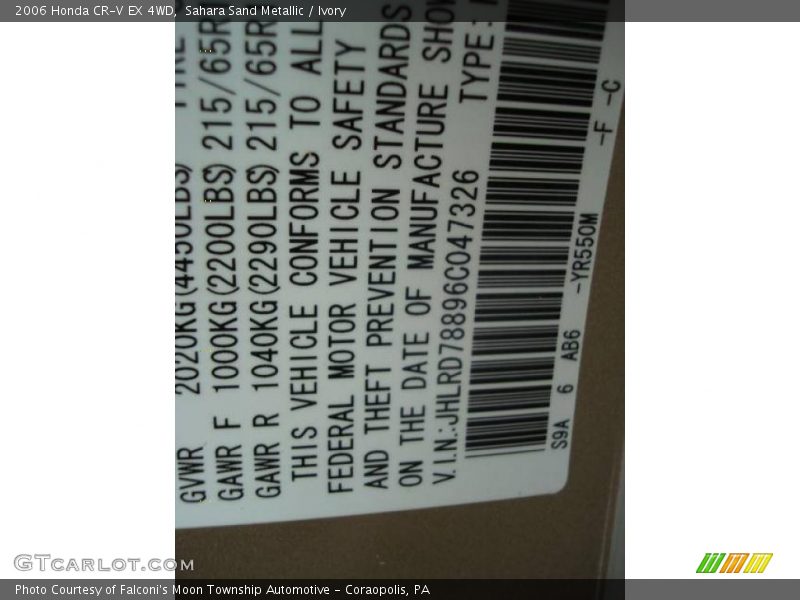 2006 Honda CR-V EX 4WD, Sahara Sand Metallic / Ivory
GVWR 2020KG(4450LBS)
GAWR F 1000KG(2200LBS) 215/65R
GAWR R 1040KG(2290LBS) 215/65R
THIS VEHICLE CONFORMS TO ALL
FEDERAL MOTOR VEHICLE SAFETY
AND THEFT PREVENTION STANDARDS
ON THE DATE OF MANUFACTURE SHOW
V.I.N.:JHLRD78896C047326 TYPE:
S9A 6 AB6 -YR550M -F -C
GTcarlot.com
Photo Courtesy of Falconi's Moon Township Automotive - Coraopolis, PA